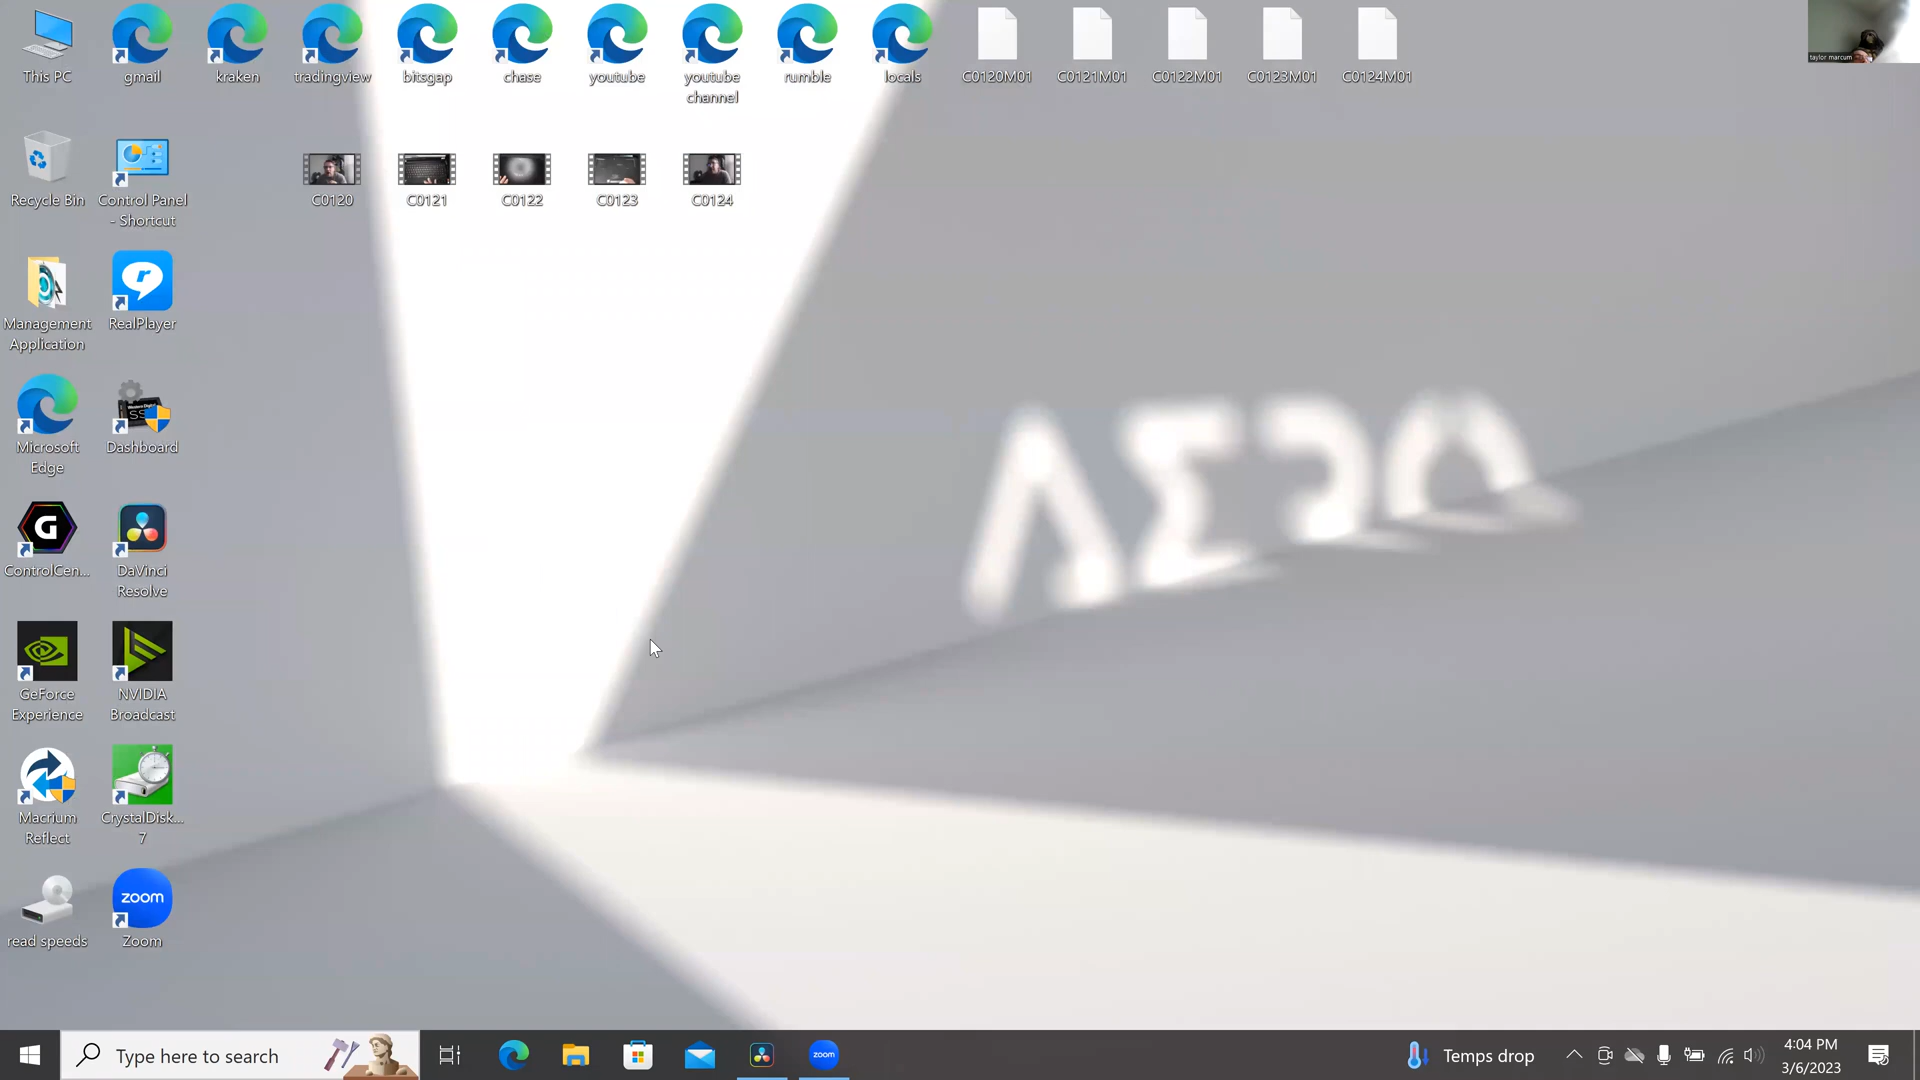 This PC
gmail
kraken
tradingview
bitsgap
chase
youtube
youtube
channel
rumble
locals
C0120M01
C0121M01
C0122M01
C0123M01
C0124M01
taylor marcum
Recycle Bin
Control Panel
- Shortcut
C0120
C0121
C0122
C0123
C0124
Management
Application
RealPlayer
Microsoft
Edge
Dashboard
ControlCen...
DaVinci
Resolve
GeForce
Experience
NVIDIA
Broadcast
Macrium
Reflect
CrystalDisk...
7
read speeds
zoom
Zoom
AERO
Type here to search
zoom
Temps drop
4:04 PM
3/6/2023